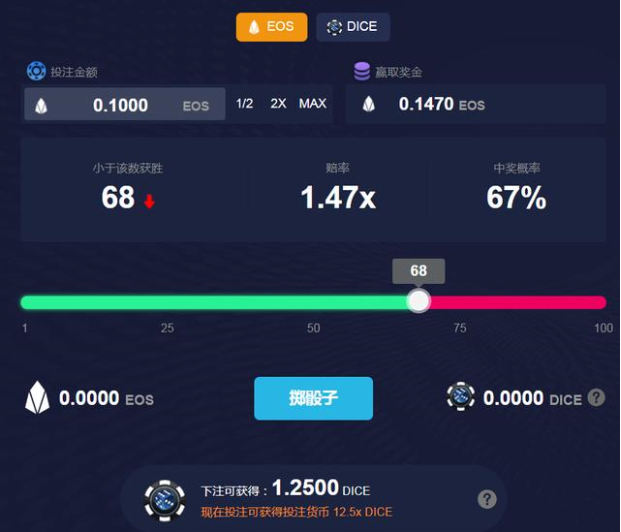 EOS DICE
投注金额 赢取奖金
0.1000 EOS 1/2 2X MAX 0.1470 EOS
小于该数获胜 赔率 中奖概率
68 1.47x 67%
68
1 25 50 75 100
0.0000 EOS 掷骰子 0.0000 DICE ?
下注可获得：1.2500 DICE
现在投注可获得投注货币 12.5x DICE ?